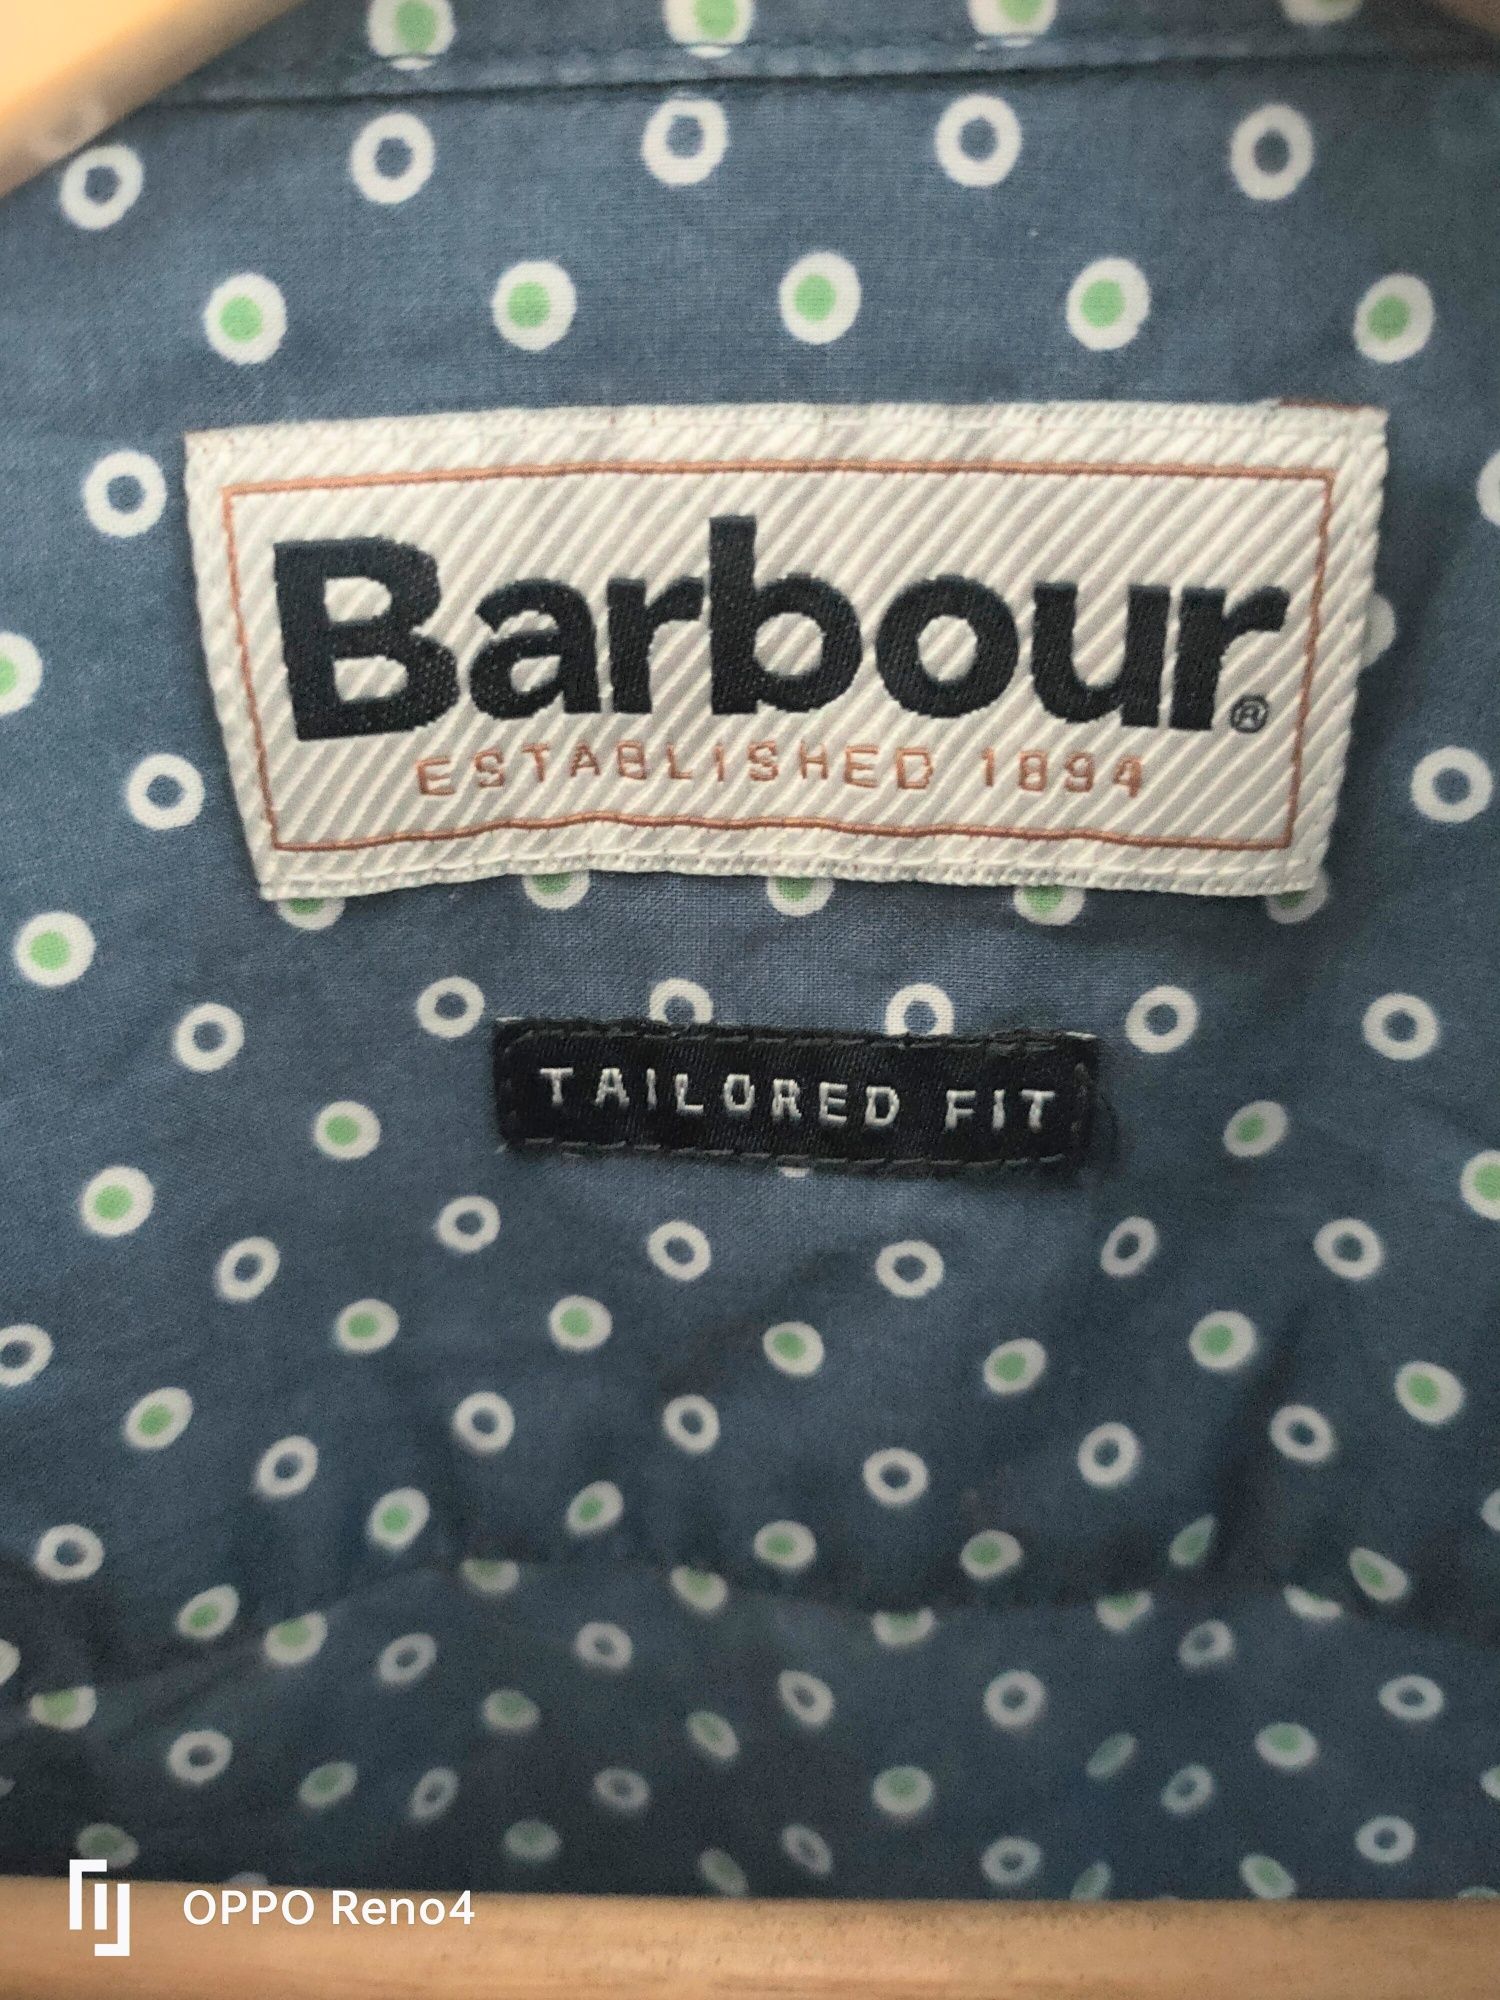 Barbour®
ESTABLISHED 1894
TAILORED FIT
OPPO Reno4